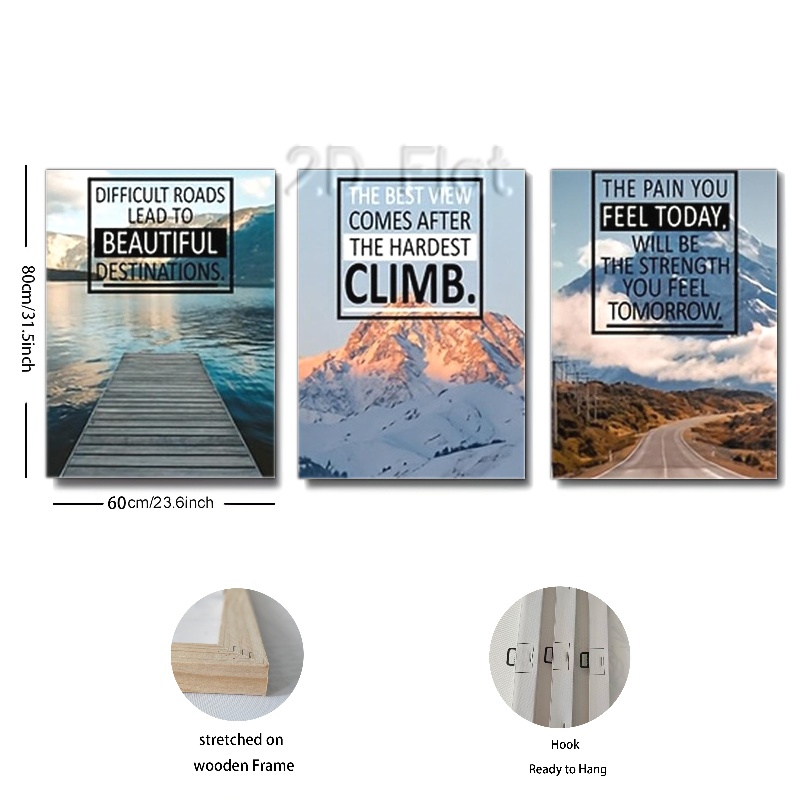 2D Flat
DIFFICULT ROADS
LEAD TO
BEAUTIFUL
DESTINATIONS.
THE BEST VIEW
COMES AFTER
THE HARDEST
CLIMB.
THE PAIN YOU
FEEL TODAY,
WILL BE
THE STRENGTH
YOU FEEL
TOMORROW.
80cm/31.5inch
60cm/23.6inch
stretched on
wooden Frame
Hook
Ready to Hang